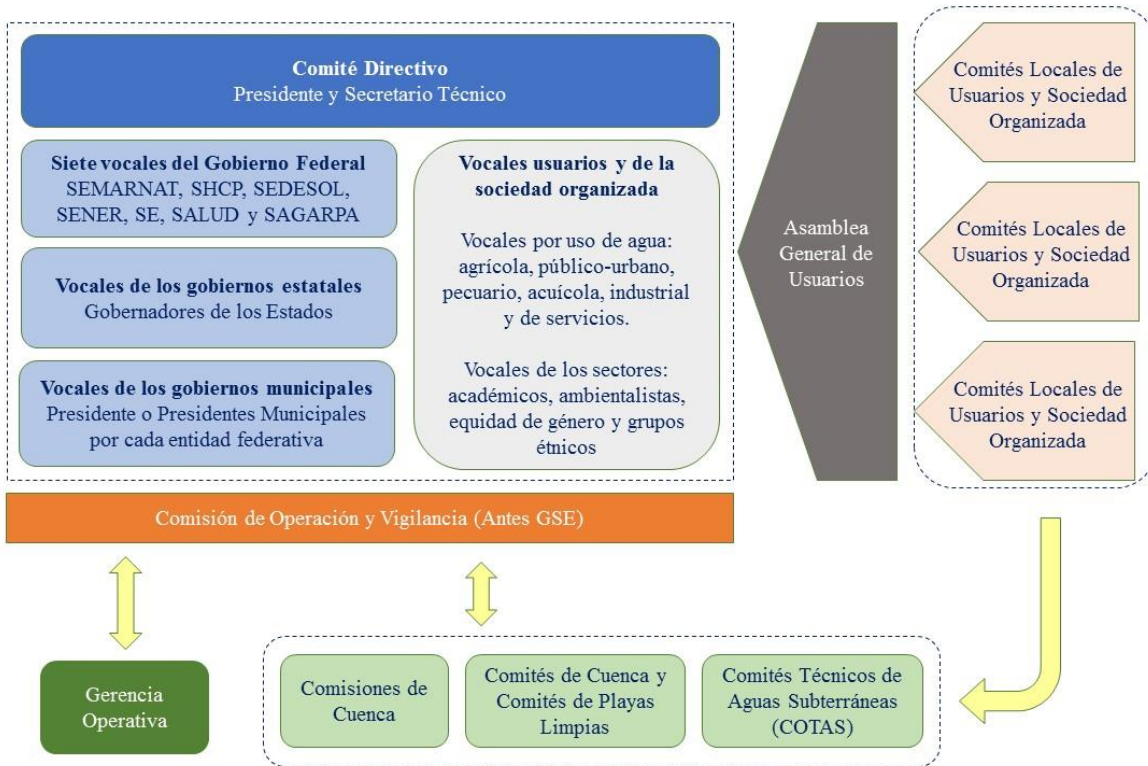 Comité Directivo
Presidente y Secretario Técnico
Siete vocales del Gobierno Federal
SEMARNAT, SHCP, SEDESOL,
SENER, SE, SALUD y SAGARPA
Vocales de los gobiernos estatales
Gobernadores de los Estados
Vocales de los gobiernos municipales
Presidente o Presidentes Municipales
por cada entidad federativa
Vocales usuarios y de la
sociedad organizada
Vocales por uso de agua:
agrícola, público-urbano,
pecuario, acuícola, industrial
y de servicios.
Vocales de los sectores:
académicos, ambientalistas,
equidad de género y grupos
étnicos
Asamblea
General de
Usuarios
Comités Locales de
Usuarios y Sociedad
Organizada
Comités Locales de
Usuarios y Sociedad
Organizada
Comités Locales de
Usuarios y Sociedad
Organizada
Comisión de Operación y Vigilancia (Antes GSE)
Gerencia
Operativa
Comisiones de
Cuenca
Comités de Cuenca y
Comités de Playas
Limpias
Comités Técnicos de
Aguas Subterráneas
(COTAS)